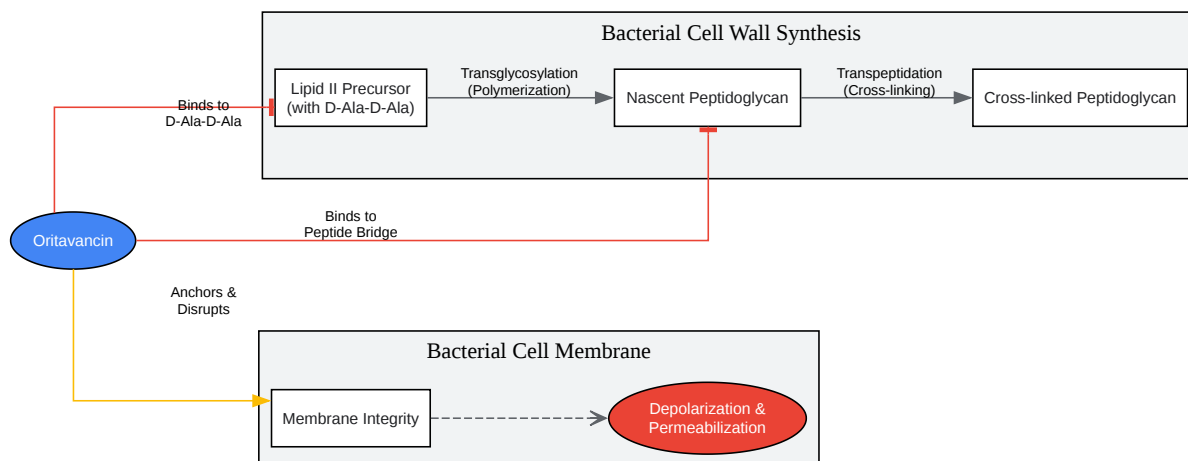 Bacterial Cell Wall Synthesis
Lipid II Precursor
(with D-Ala-D-Ala)
Transglycosylation
(Polymerization)
Nascent Peptidoglycan
Transpeptidation
(Cross-linking)
Cross-linked Peptidoglycan
Binds to
D-Ala-D-Ala
Oritavancin
Binds to
Peptide Bridge
Anchors &
Disrupts
Bacterial Cell Membrane
Membrane Integrity
Depolarization &
Permeabilization